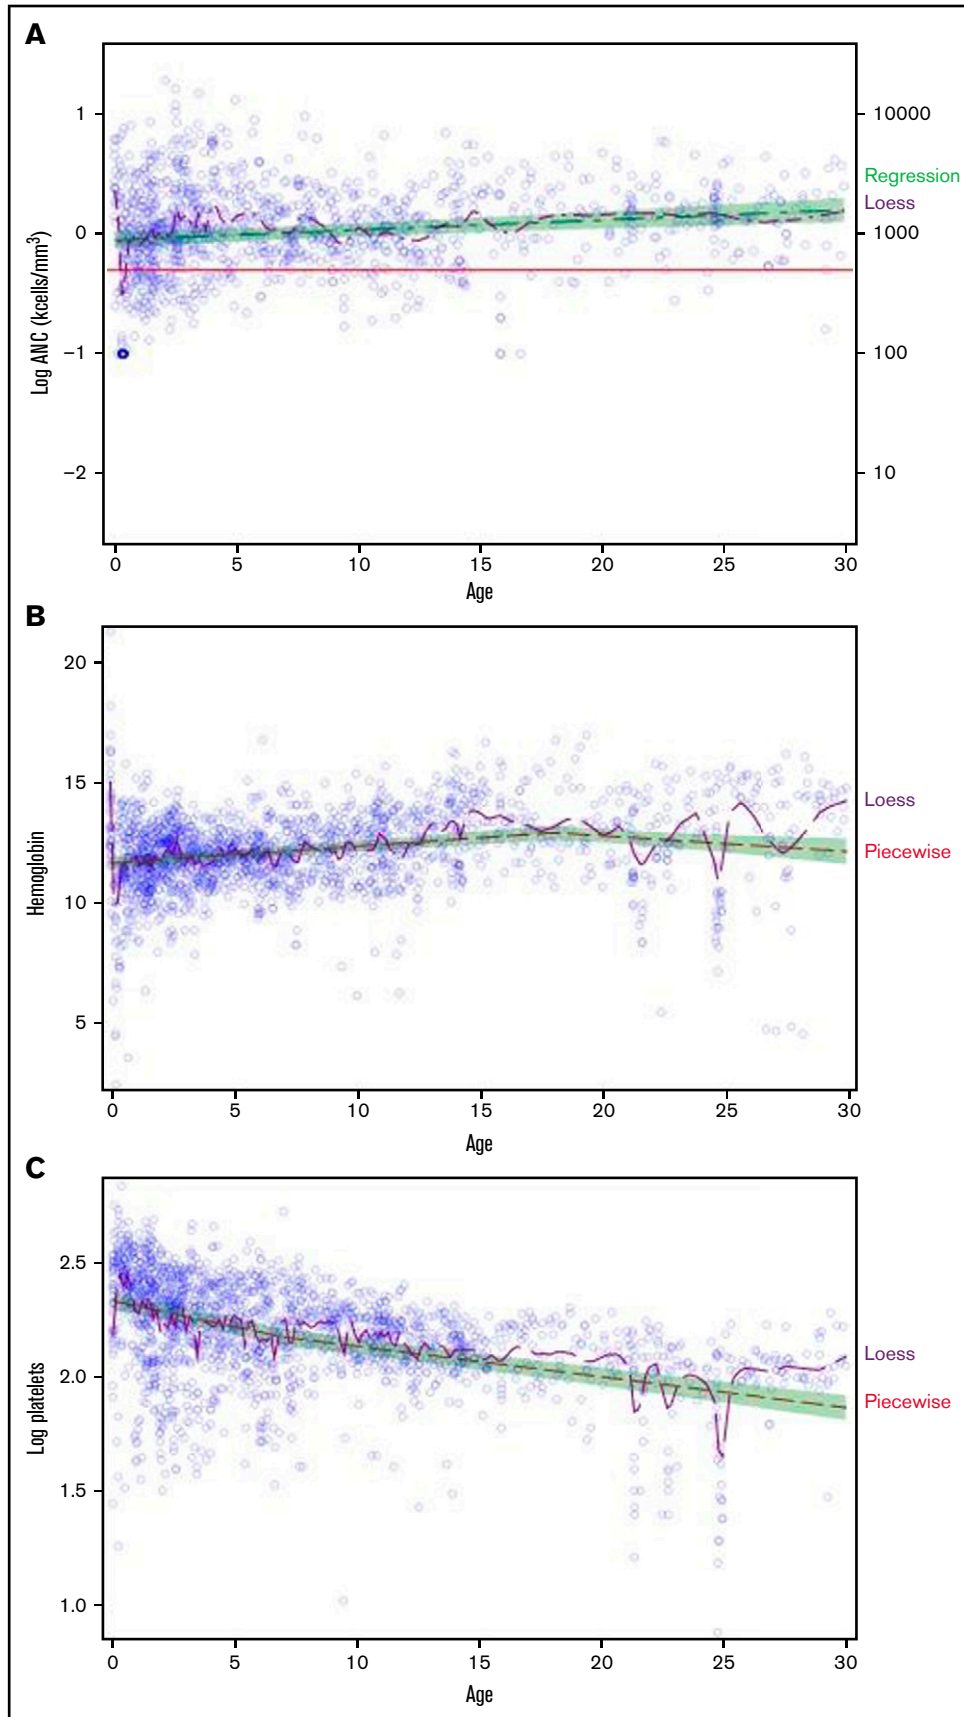 A
Log ANC (kcells/mm³)
1
0
−1
−2
10000
1000
100
10
Regression
Loess
0 5 10 15 20 25 30
Age
B
Hemoglobin
20
15
10
5
Loess
Piecewise
0 5 10 15 20 25 30
Age
C
Log platelets
2.5
2.0
1.5
1.0
Loess
Piecewise
0 5 10 15 20 25 30
Age